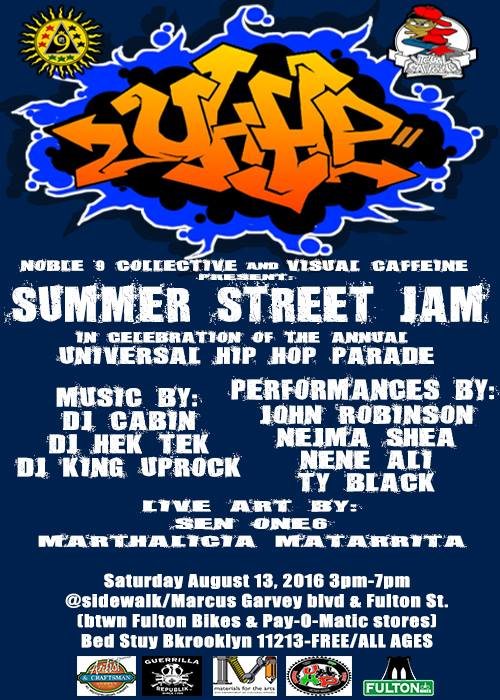 9
UHHP
NOBLE 9 COLLECTIVE AND VISUAL CAFFEINE
PRESENT:
SUMMER STREET JAM
IN CELEBRATION OF THE ANNUAL
UNIVERSAL HIP HOP PARADE
MUSIC BY:
DJ CABIN
DJ HEK TEK
DJ KING UPROCK
PERFORMANCES BY:
JOHN ROBINSON
NEJMA SHEA
NENE ALI
TY BLACK
LIVE ART BY:
SEN ONE6
MARTHALICIA MATARRITA
Saturday August 13, 2016 3pm-7pm
@sidewalk/Marcus Garvey blvd & Fulton St.
(btwn Fulton Bikes & Pay-O-Matic stores)
Bed Stuy Bkrooklyn 11213-FREE/ALL AGES
Artist
& CRAFTSMAN
GUERRILLA
REPUBLIK
materials for the arts
FULTON